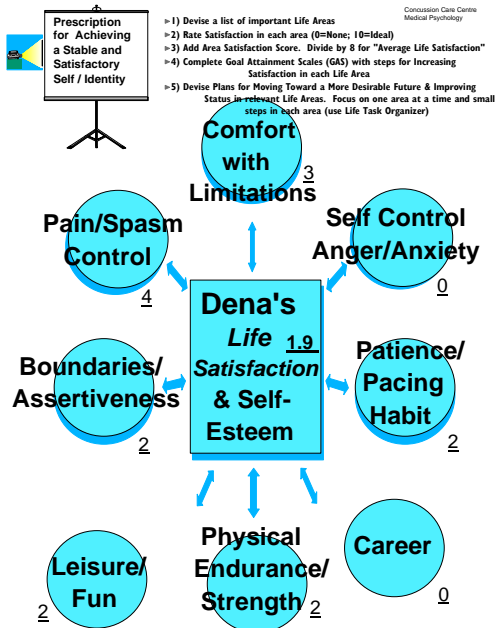 Prescription
for Achieving
a Stable and
Satisfactory
Self / Identity
Concussion Care Centre
Medical Psychology
1) Devise a list of important Life Areas
2) Rate Satisfaction in each area (0=None; 10=Ideal)
3) Add Area Satisfaction Score. Divide by 8 for "Average Life Satisfaction"
4) Complete Goal Attainment Scales (GAS) with steps for Increasing
Satisfaction in each Life Area
5) Devise Plans for Moving Toward a More Desirable Future & Improving
Status in relevant Life Areas. Focus on one area at a time and small
steps in each area (use Life Task Organizer)
Comfort
with
Limitations
3
Pain/Spasm
Control
4
Self Control
Anger/Anxiety
0
Dena's
Life 1.9
Satisfaction
& Self-
Esteem
Boundaries/
Assertiveness
2
Patience/
Pacing
Habit
2
Leisure/
Fun
2
Physical
Endurance/
Strength
2
Career
0